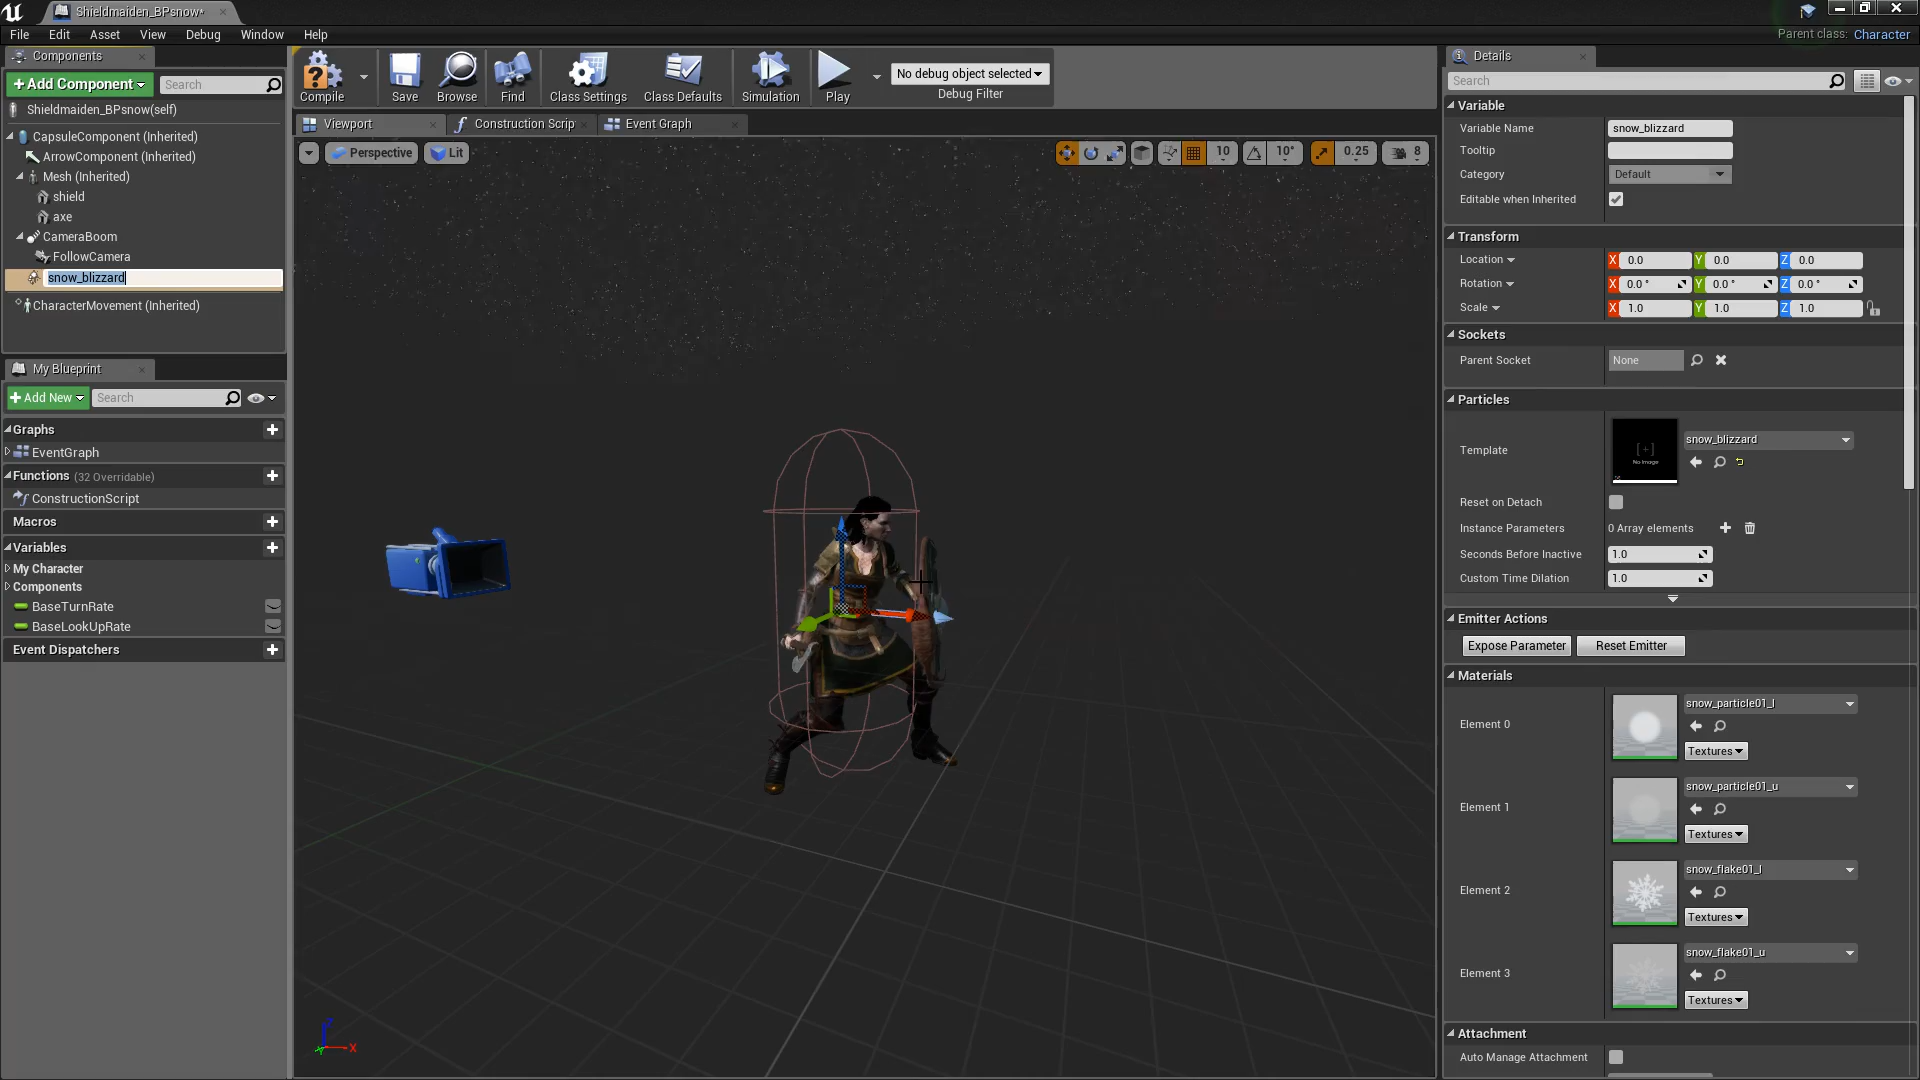 Shieldmaiden_BPsnow*
File Edit Asset View Debug Window Help
Parent class: Character
Components
+ Add Component Search
Shieldmaiden_BPsnow(self)
CapsuleComponent (Inherited)
ArrowComponent (Inherited)
Mesh (Inherited)
shield
axe
CameraBoom
FollowCamera
snow_blizzard
CharacterMovement (Inherited)
My Blueprint
+ Add New Search
Graphs
EventGraph
Functions (32 Overridable)
ConstructionScript
Macros
Variables
My Character
Components
BaseTurnRate
BaseLookUpRate
Event Dispatchers
Compile Save Browse Find Class Settings Class Defaults Simulation Play
No debug object selected
Debug Filter
Viewport Construction Scrip Event Graph
Perspective Lit 10 10° 0.25 8
Z
Y X
Details
Search
Variable
Variable Name snow_blizzard
Tooltip
Category Default
Editable when Inherited
Transform
Location X 0.0 Y 0.0 Z 0.0
Rotation X 0.0 ° Y 0.0 ° Z 0.0 °
Scale X 1.0 Y 1.0 Z 1.0
Sockets
Parent Socket None
Particles
Template No Image snow_blizzard
Reset on Detach
Instance Parameters 0 Array elements
Seconds Before Inactive 1.0
Custom Time Dilation 1.0
Emitter Actions
Expose Parameter Reset Emitter
Materials
Element 0 snow_particle01_l
Textures
Element 1 snow_particle01_u
Textures
Element 2 snow_flake01_l
Textures
Element 3 snow_flake01_u
Textures
Attachment
Auto Manage Attachment